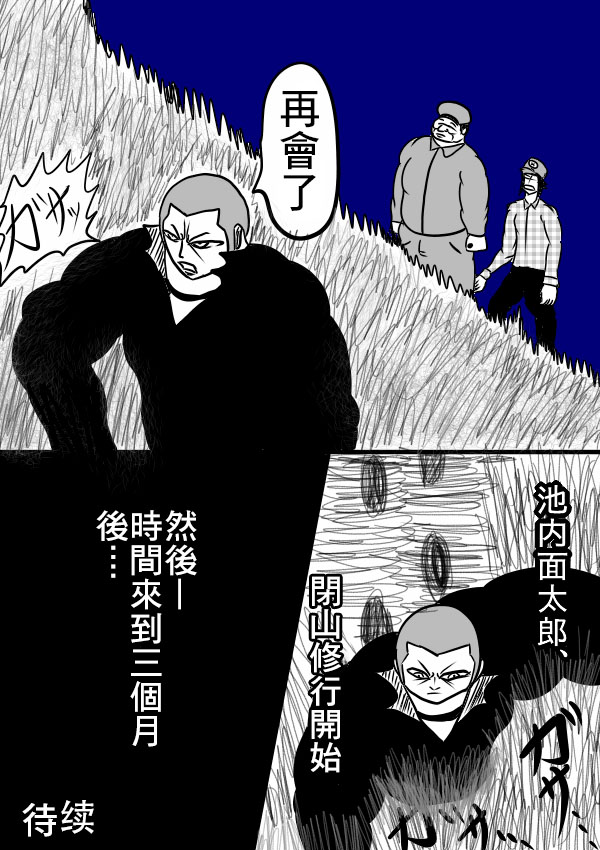 再會了
ガサッ
池内面太郎、
閉山修行開始
ガサ、
ガサ、
然後—
時間來到三個月
後…
待续